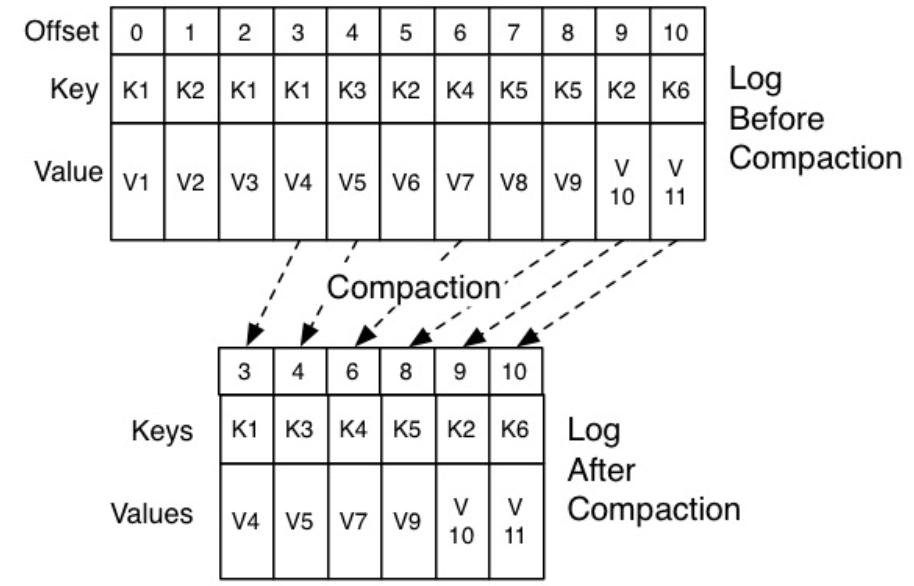 Offset 0 1 2 3 4 5 6 7 8 9 10
Key K1 K2 K1 K1 K3 K2 K4 K5 K5 K2 K6
Value V1 V2 V3 V4 V5 V6 V7 V8 V9 V 10 V 11
Log
Before
Compaction
Compaction
3 4 6 8 9 10
Keys K1 K3 K4 K5 K2 K6
Values V4 V5 V7 V9 V 10 V 11
Log
After
Compaction